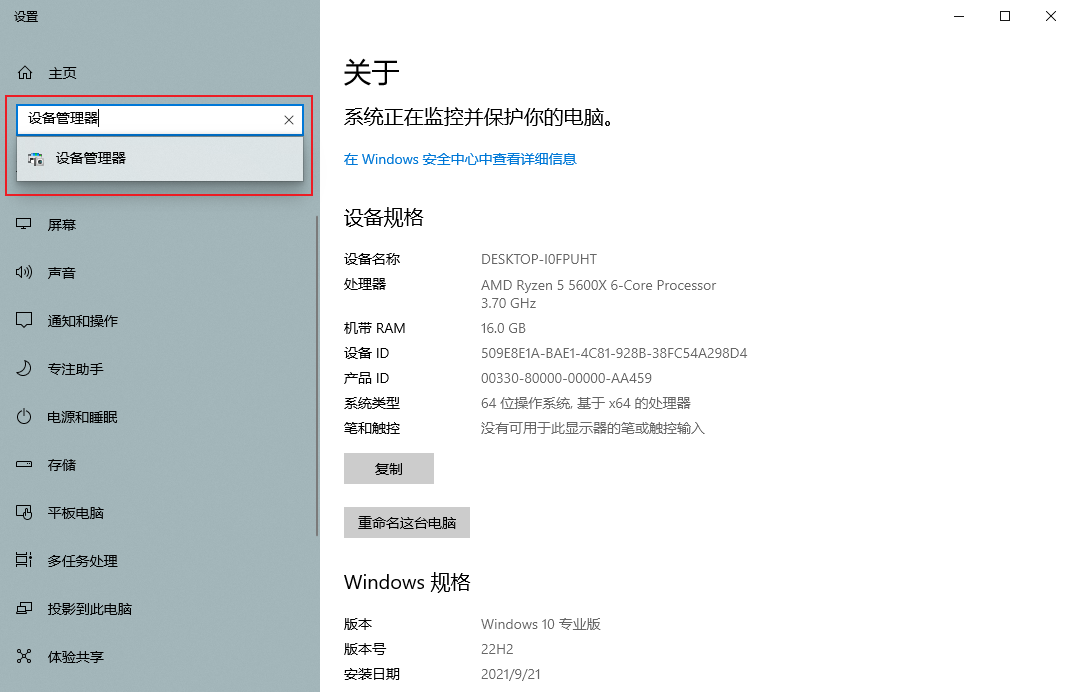 设置
主页
设备管理器
设备管理器
屏幕
声音
通知和操作
专注助手
电源和睡眠
存储
平板电脑
多任务处理
投影到此电脑
体验共享
关于
系统正在监控并保护你的电脑。
在 Windows 安全中心中查看详细信息
设备规格
设备名称 DESKTOP-I0FPUHT
处理器 AMD Ryzen 5 5600X 6-Core Processor
3.70 GHz
机带 RAM 16.0 GB
设备 ID 509E8E1A-BAE1-4C81-928B-38FC54A298D4
产品 ID 00330-80000-00000-AA459
系统类型 64 位操作系统, 基于 x64 的处理器
笔和触控 没有可用于此显示器的笔或触控输入
复制
重命名这台电脑
Windows 规格
版本 Windows 10 专业版
版本号 22H2
安装日期 2021/9/21